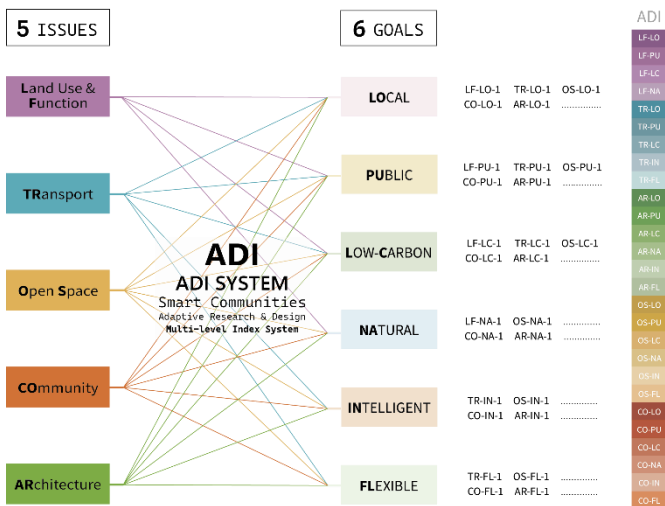 5 ISSUES
6 GOALS
ADI
Land Use &
Function
TRansport
Open Space
COmmunity
ARchitecture
ADI
ADI SYSTEM
Smart Communities
Adaptive Research & Design
Multi-level Index System
LOCAL
LF-LO-1 TR-LO-1 OS-LO-1
CO-LO-1 AR-LO-1 ..............
PUBLIC
LF-PU-1 TR-PU-1 OS-PU-1
CO-PU-1 AR-PU-1 ..............
LOW-CARBON
LF-LC-1 TR-LC-1 OS-LC-1
CO-LC-1 AR-LC-1 ..............
NATURAL
LF-NA-1 OS-NA-1 ..............
CO-NA-1 AR-NA-1 ..............
INTELLIGENT
TR-IN-1 OS-IN-1 ..............
CO-IN-1 AR-IN-1 ..............
FLEXIBLE
TR-FL-1 OS-FL-1 ..............
CO-FL-1 AR-FL-1 ..............
LF-LO
LF-PU
LF-LC
LF-NA
TR-LO
TR-PU
TR-LC
TR-IN
TR-FL
AR-LO
AR-PU
AR-LC
AR-NA
AR-IN
AR-FL
OS-LO
OS-PU
OS-LC
OS-NA
OS-IN
OS-FL
CO-LO
CO-PU
CO-LC
CO-NA
CO-IN
CO-FL